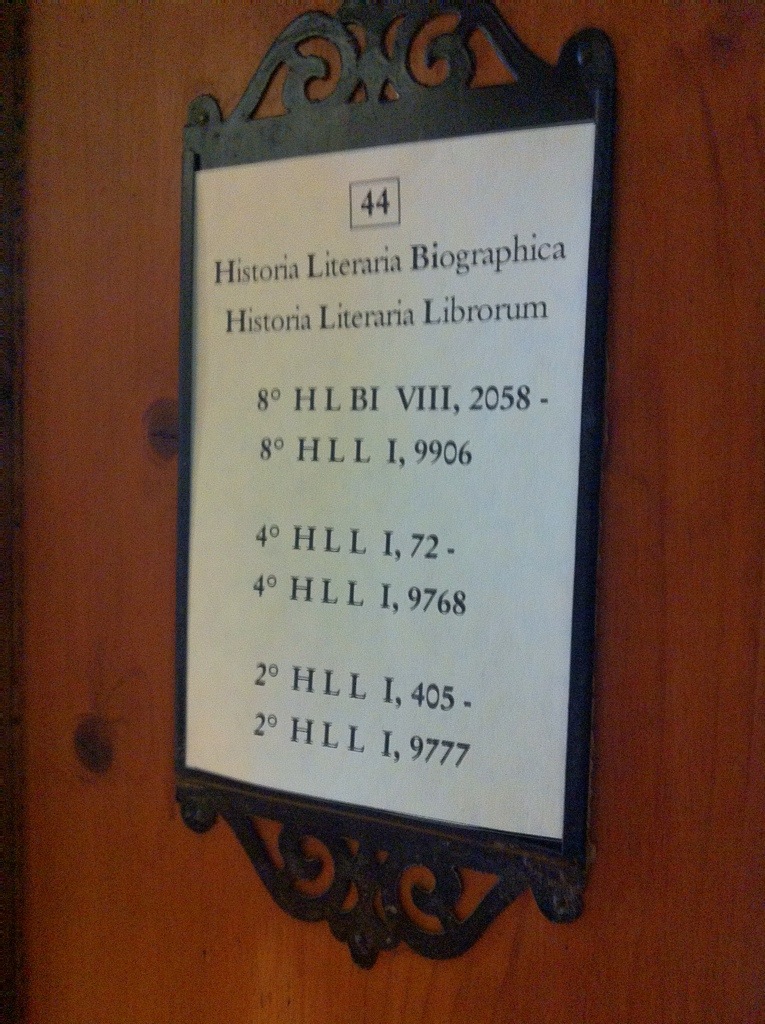 44
Historia Literaria Biographica
Historia Literaria Librorum
8° H L BI VIII, 2058 -
8° H L L I, 9906
4° H L L I, 72 -
4° H L L I, 9768
2° H L L I, 405 -
2° H L L I, 9777